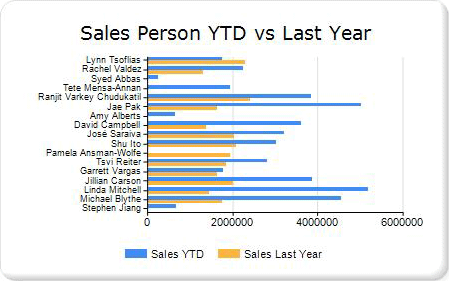 Sales Person YTD vs Last Year
Lynn Tsoflias
Rachel Valdez
Syed Abbas
Tete Mensa-Annan
Ranjit Varkey Chudukatil
Jae Pak
Amy Alberts
David Campbell
José Saraiva
Shu Ito
Pamela Ansman-Wolfe
Tsvi Reiter
Garrett Vargas
Jillian Carson
Linda Mitchell
Michael Blythe
Stephen Jiang
0 2000000 4000000 6000000
Sales YTD Sales Last Year